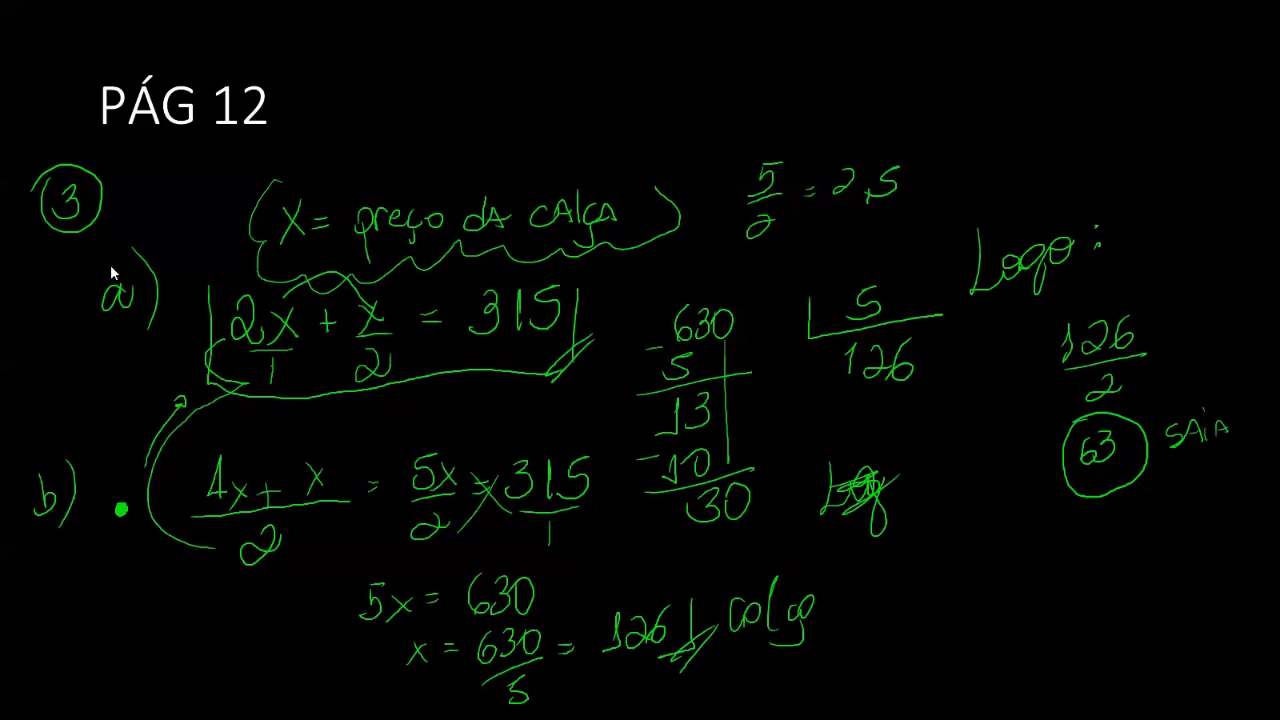 PÁG 12
3
(X = preço da calça)
5/2 = 2,5
Logo:
a) 2x/1 + x/2 = 315
630 | 5
- 5 126
13
- 10
30
126/2
63 SAIA
b) 4x + x/2 = 5x/2 = 315/1
5x = 630
x = 630/5 = 126 calça